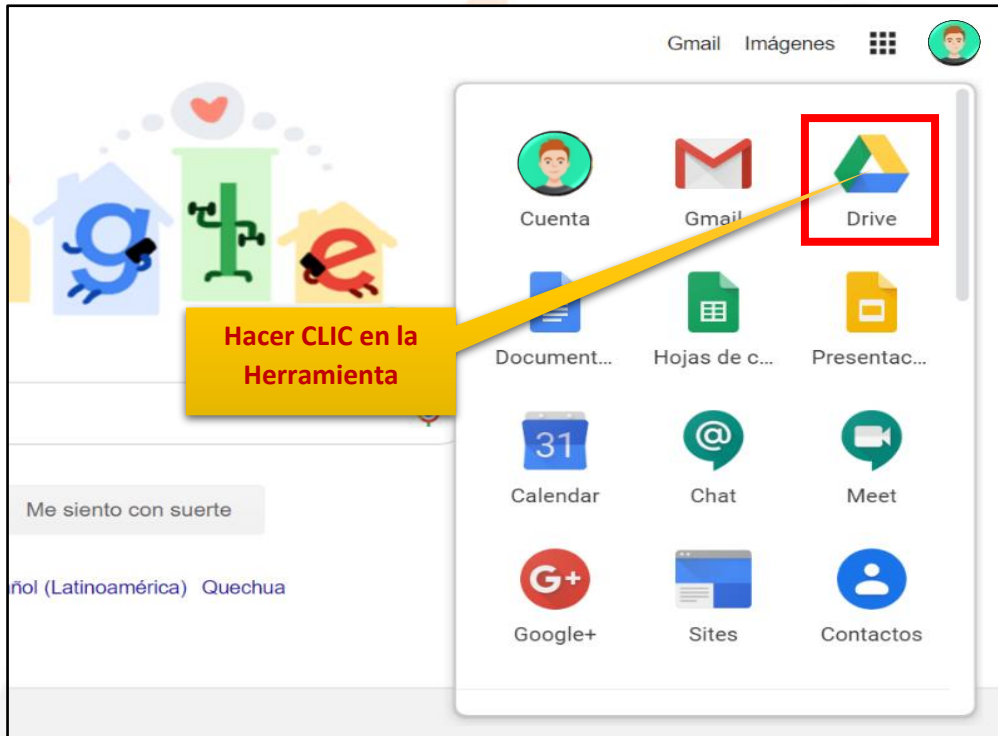 Gmail Imágenes
Cuenta
Gmail
Drive
Hacer CLIC en la
Herramienta
Document...
Hojas de c...
Presentac...
31
Calendar
@
Chat
Meet
Me siento con suerte
ñol (Latinoamérica) Quechua
G+
Google+
Sites
Contactos
g
l
e